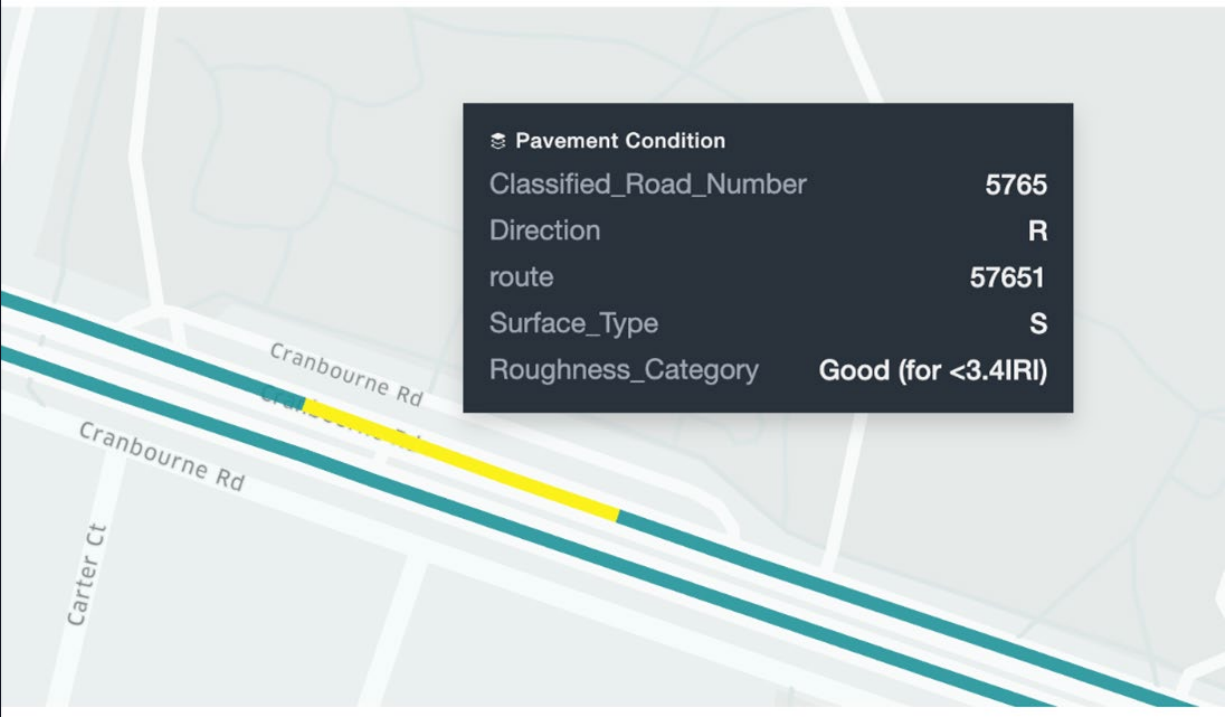 Pavement Condition
Classified_Road_Number 5765
Direction R
route 57651
Surface_Type S
Roughness_Category Good (for <3.4IRI)
Cranbourne Rd
Cranbourne Rd
Carter Ct